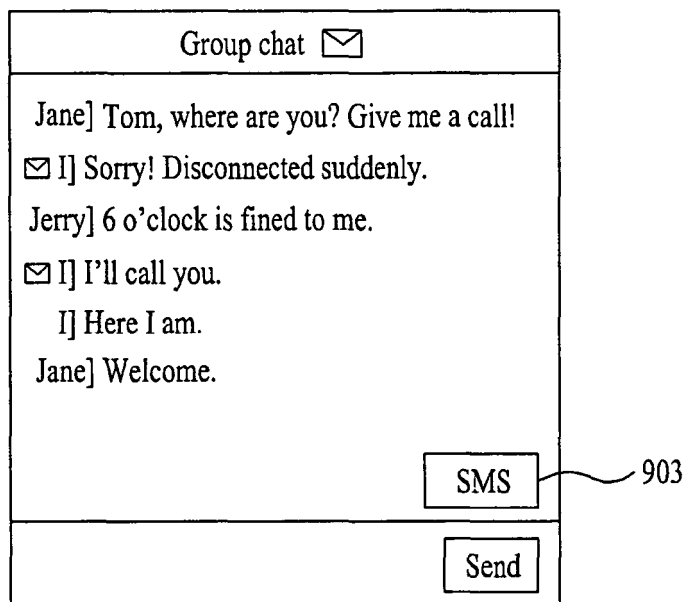 Group chat
Jane] Tom, where are you? Give me a call!
I] Sorry! Disconnected suddenly.
Jerry] 6 o'clock is fined to me.
I] I'll call you.
I] Here I am.
Jane] Welcome.
SMS
903
Send